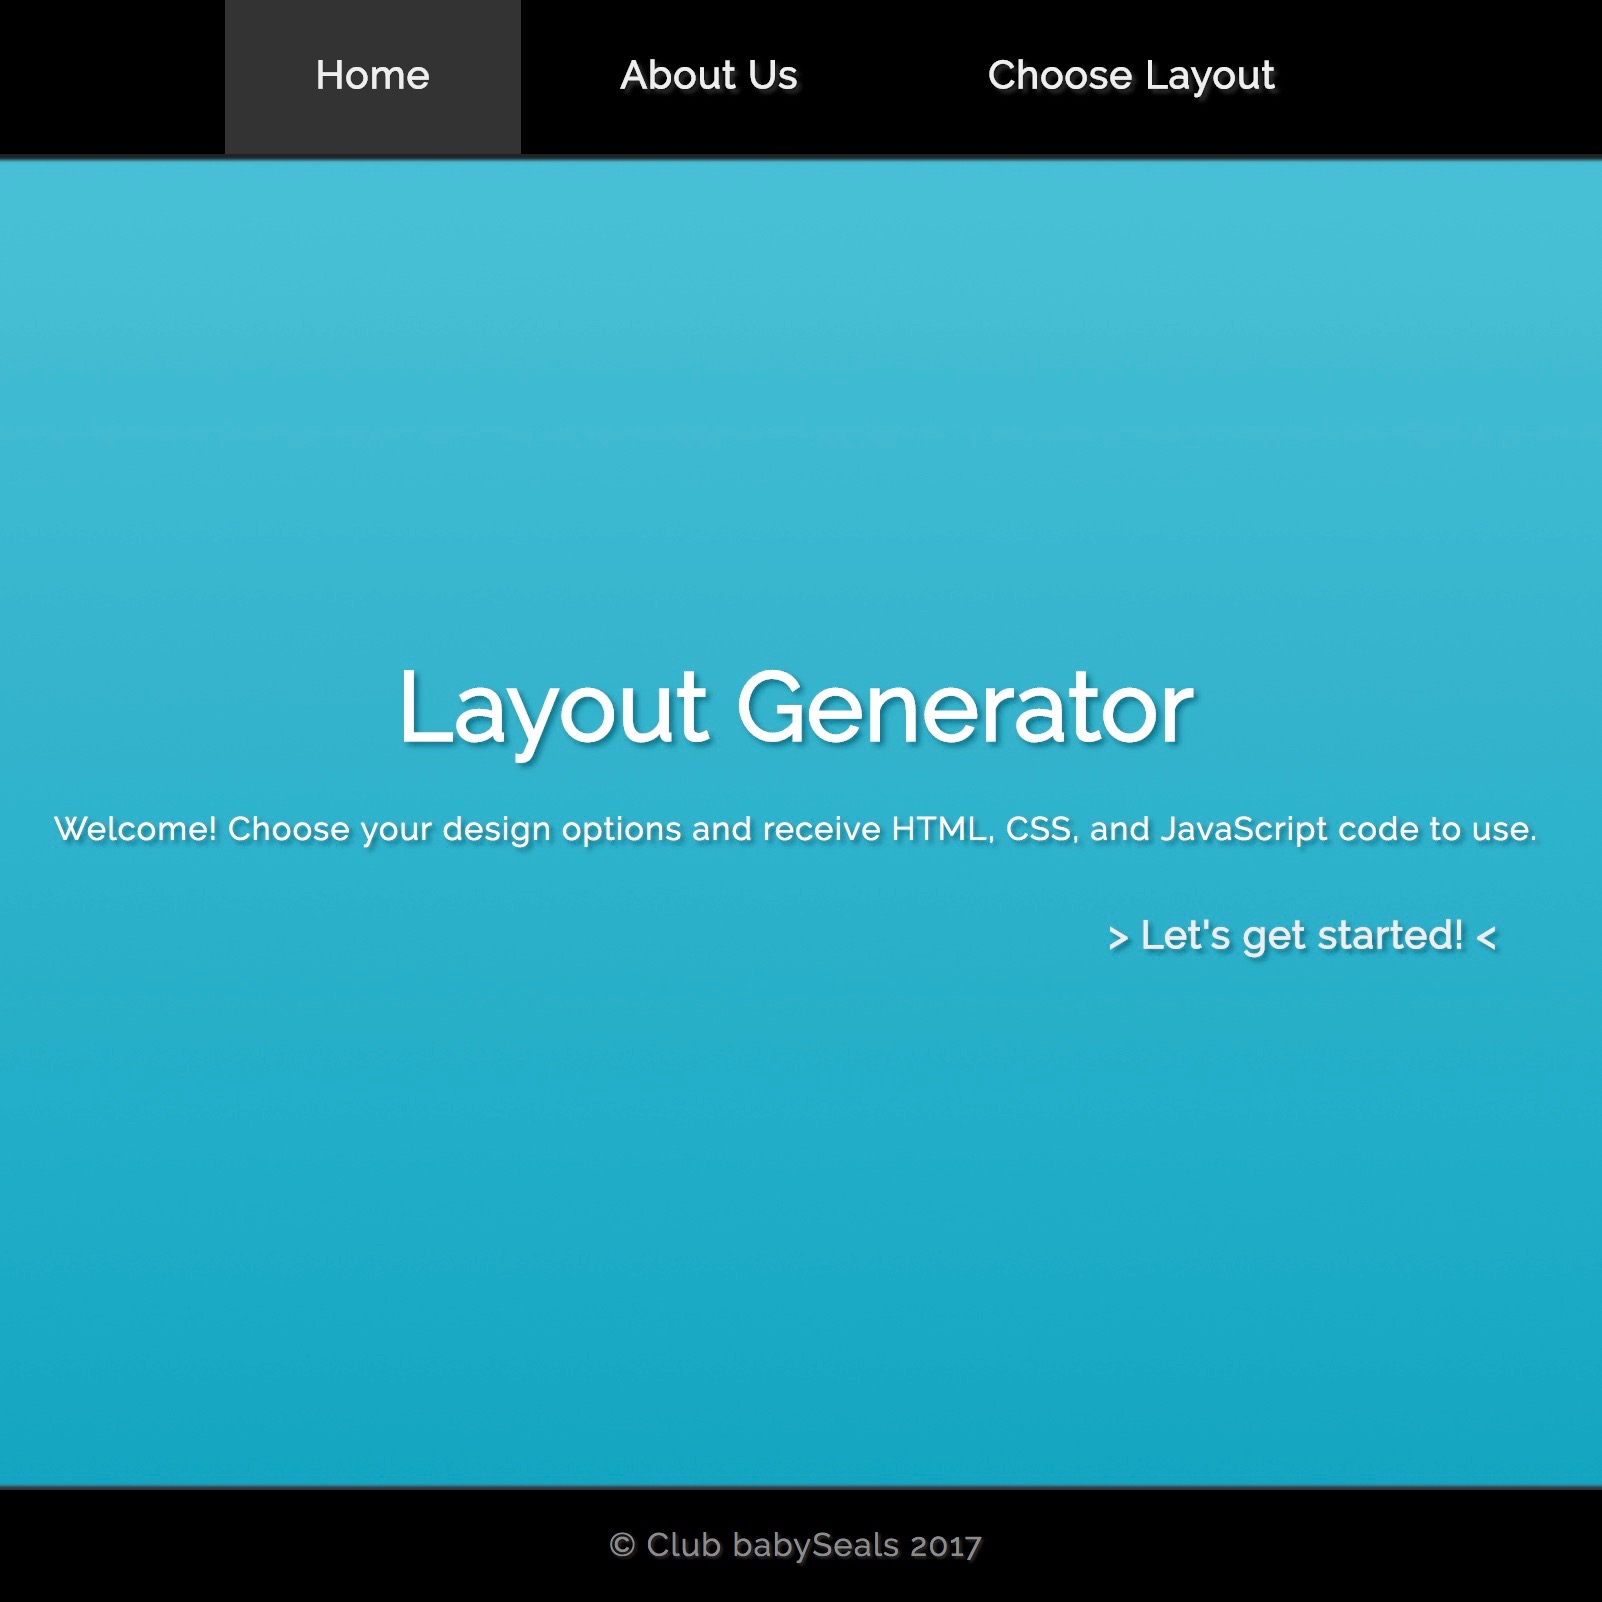 Home About Us Choose Layout
Layout Generator
Welcome! Choose your design options and receive HTML, CSS, and JavaScript code to use.
> Let's get started! <
© Club babySeals 2017